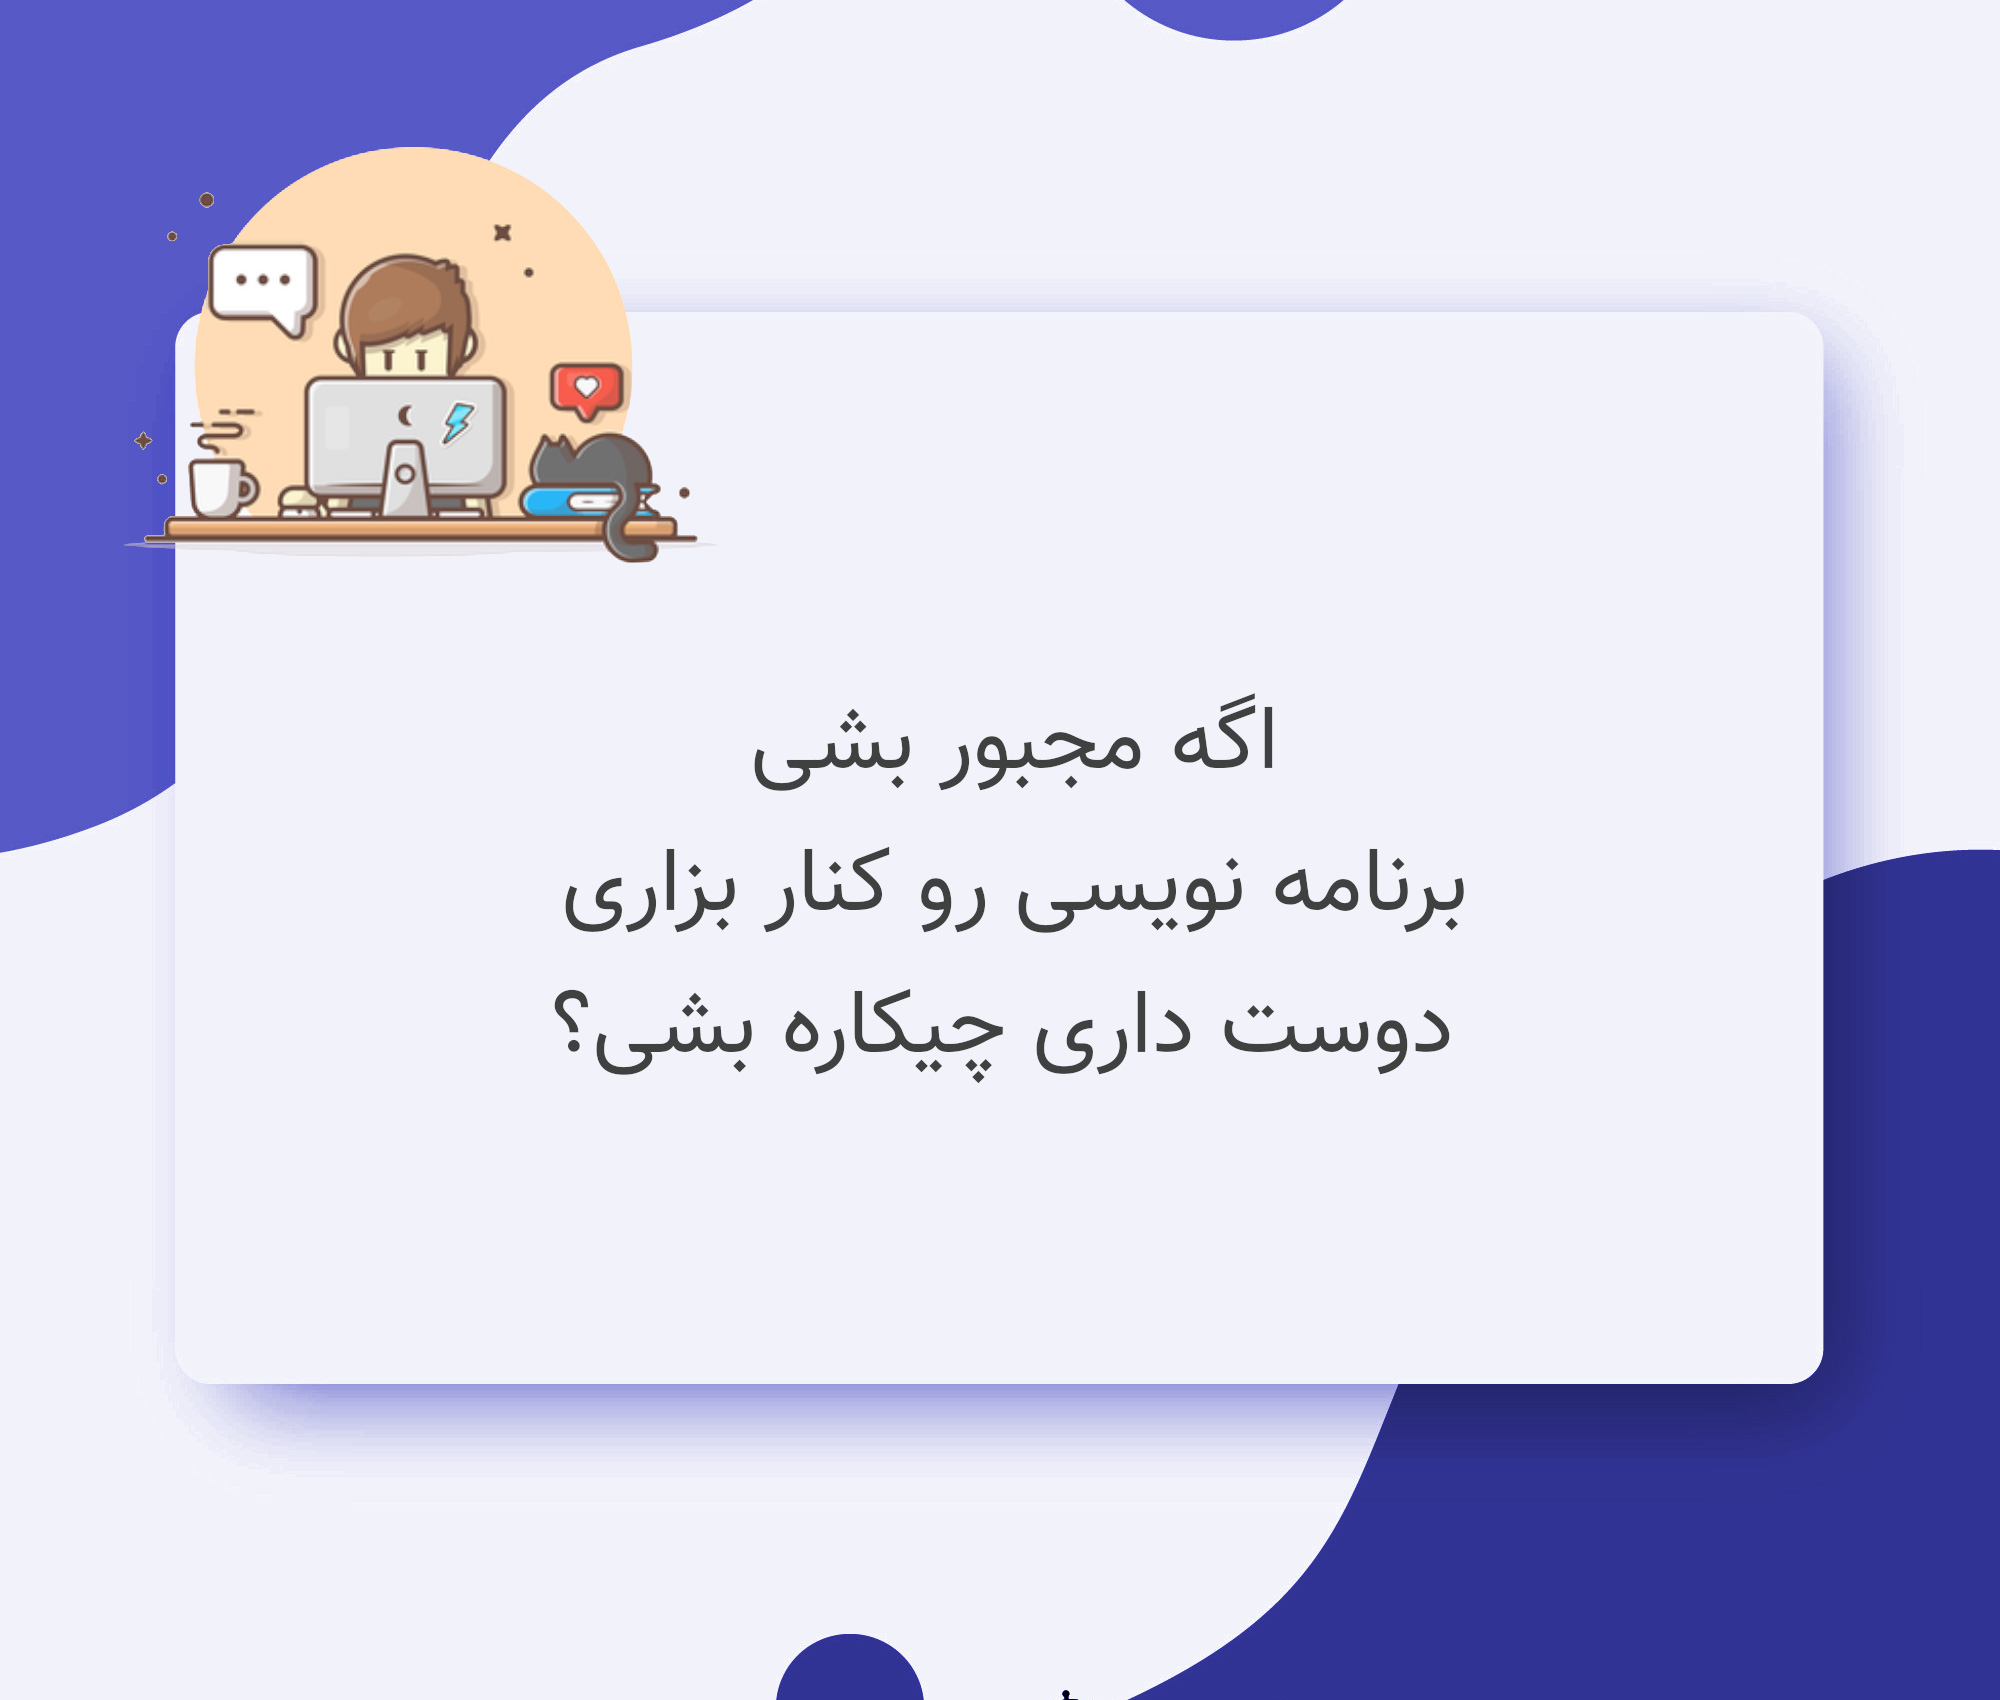 اگه مجبور بشی
برنامه نویسی رو کنار بزاری
دوست داری چیکاره بشی؟